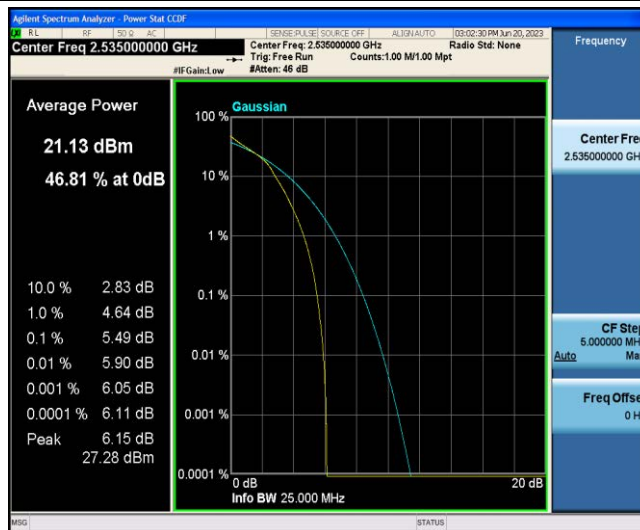 Agilent Spectrum Analyzer - Power Stat CCDF
RL RF 50 Ω AC SENSE:PULSE SOURCE OFF ALIGNAUTO 03:02:30 PM Jun 20, 2023
Center Freq 2.535000000 GHz
Center Freq: 2.535000000 GHz Radio Std: None
Trig: Free Run Counts:1.00 M/1.00 Mpt
#IFGain:Low #Atten: 46 dB
Frequency
Average Power
21.13 dBm
46.81 % at 0dB
10.0 % 2.83 dB
1.0 % 4.64 dB
0.1 % 5.49 dB
0.01 % 5.90 dB
0.001 % 6.05 dB
0.0001 % 6.11 dB
Peak 6.15 dB
27.28 dBm
Gaussian
100 %
10 %
1 %
0.1 %
0.01 %
0.001 %
0.0001 %
0 dB 20 dB
Info BW 25.000 MHz
Center Fre
2.535000000 GH
CF Step
5.000000 MH
Auto Ma
Freq Offse
0 H
MSG STATUS